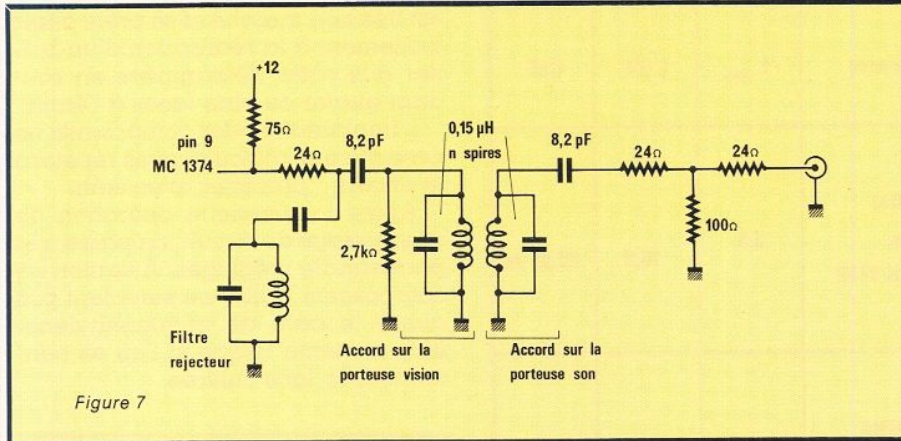 +12
75Ω
pin 9
MC 1374
24Ω
8,2 pF
0,15 µH
n spires
8,2 pF
24Ω
24Ω
2,7kΩ
100Ω
Filtre
rejecteur
Accord sur la
porteuse vision
Accord sur la
porteuse son
Figure 7